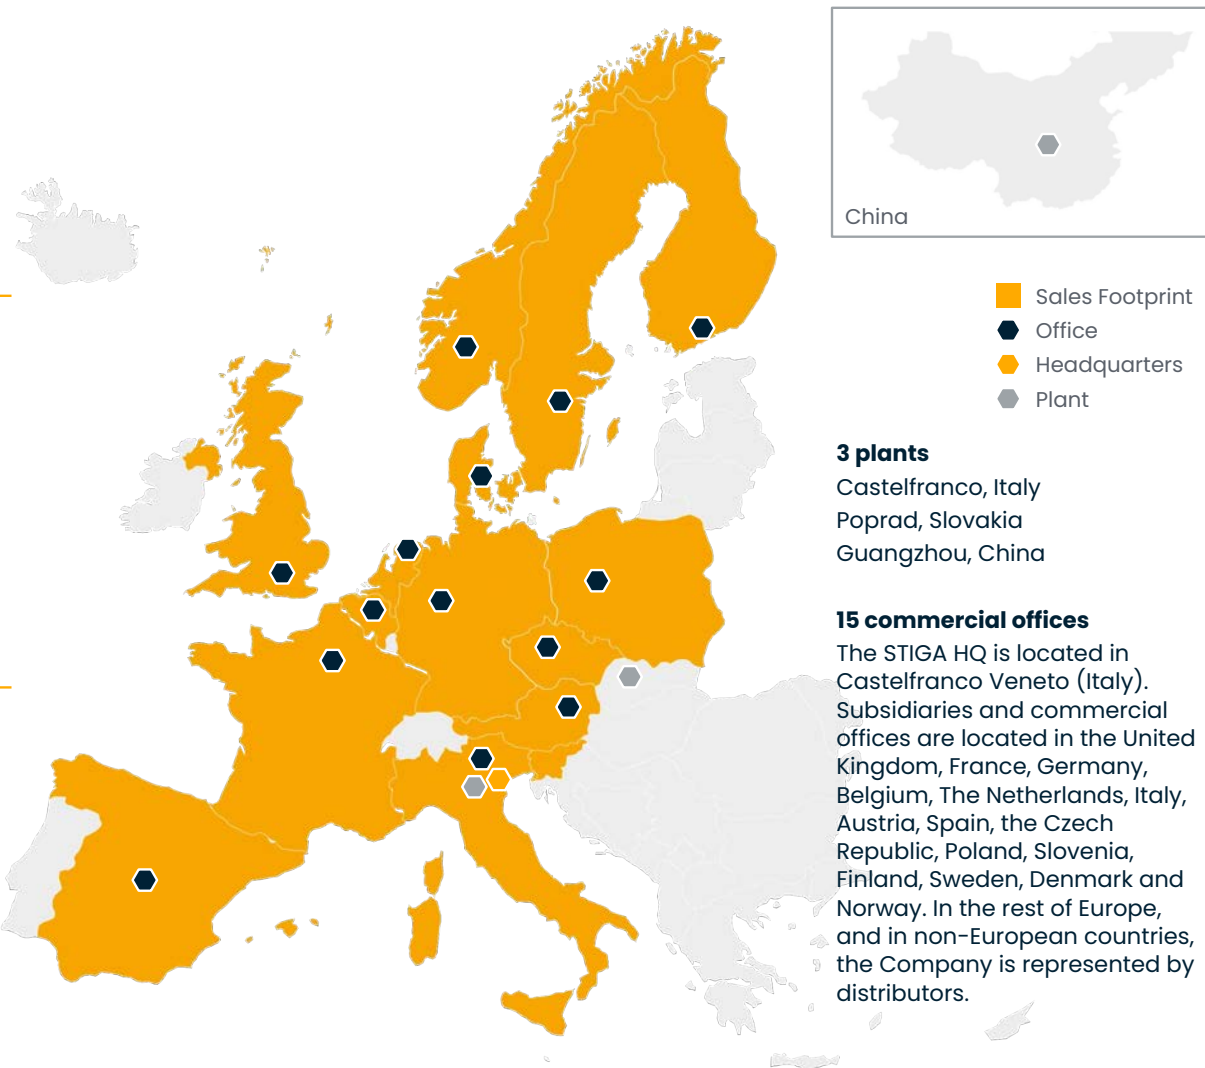 China
Sales Footprint
Office
Headquarters
Plant
3 plants
Castelfranco, Italy
Poprad, Slovakia
Guangzhou, China
15 commercial offices
The STIGA HQ is located in
Castelfranco Veneto (Italy).
Subsidiaries and commercial
offices are located in the United
Kingdom, France, Germany,
Belgium, The Netherlands, Italy,
Austria, Spain, the Czech
Republic, Poland, Slovenia,
Finland, Sweden, Denmark and
Norway. In the rest of Europe,
and in non-European countries,
the Company is represented by
distributors.